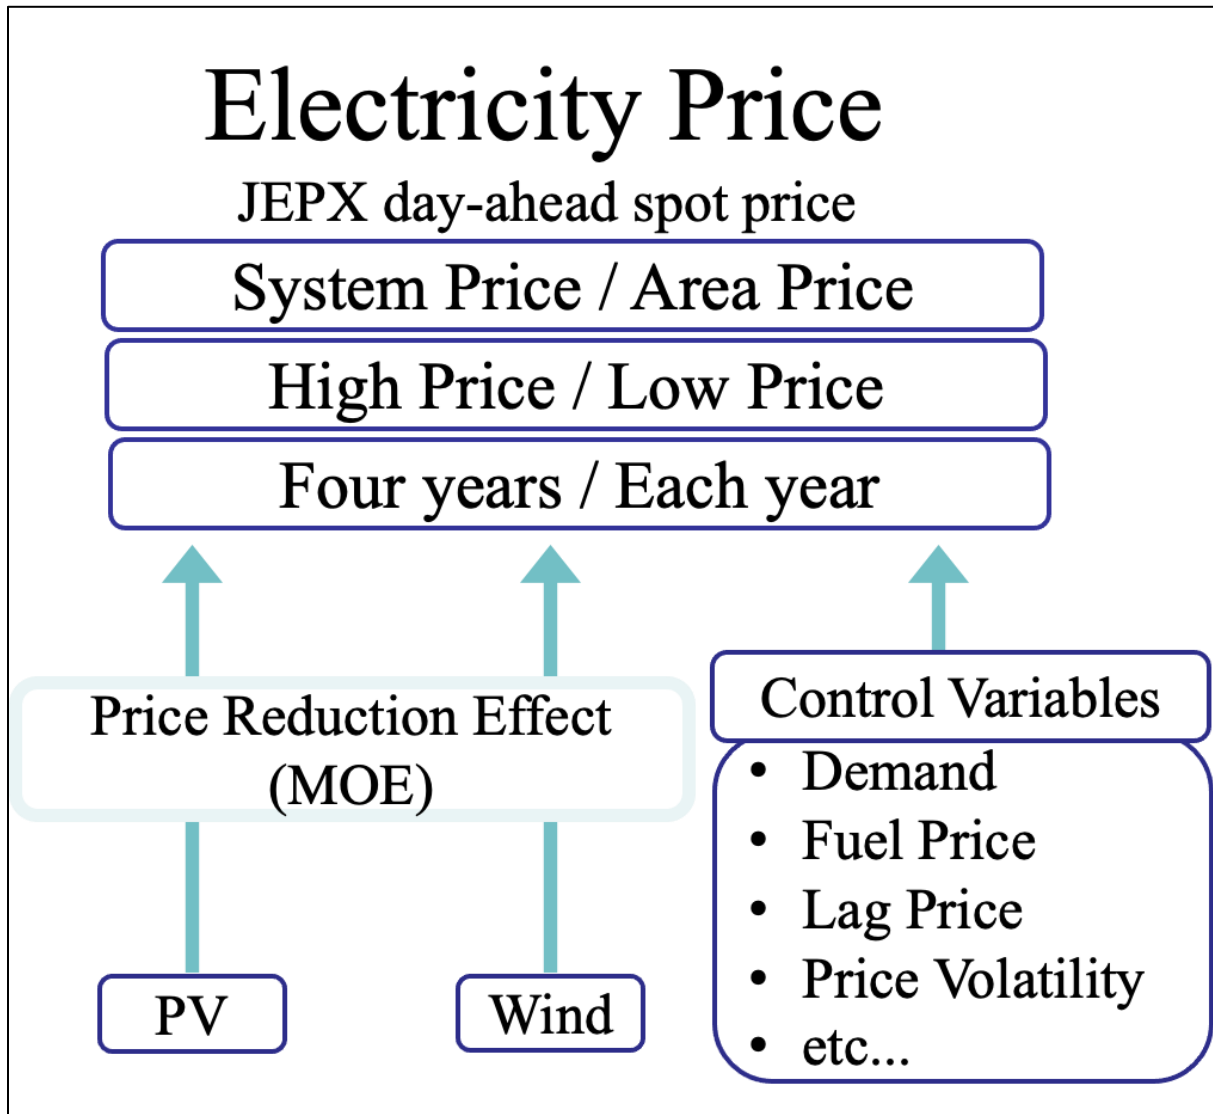 Electricity Price
JEPX day-ahead spot price
System Price / Area Price
High Price / Low Price
Four years / Each year
Price Reduction Effect
(MOE)
PV
Wind
Control Variables
• Demand
• Fuel Price
• Lag Price
• Price Volatility
• etc...